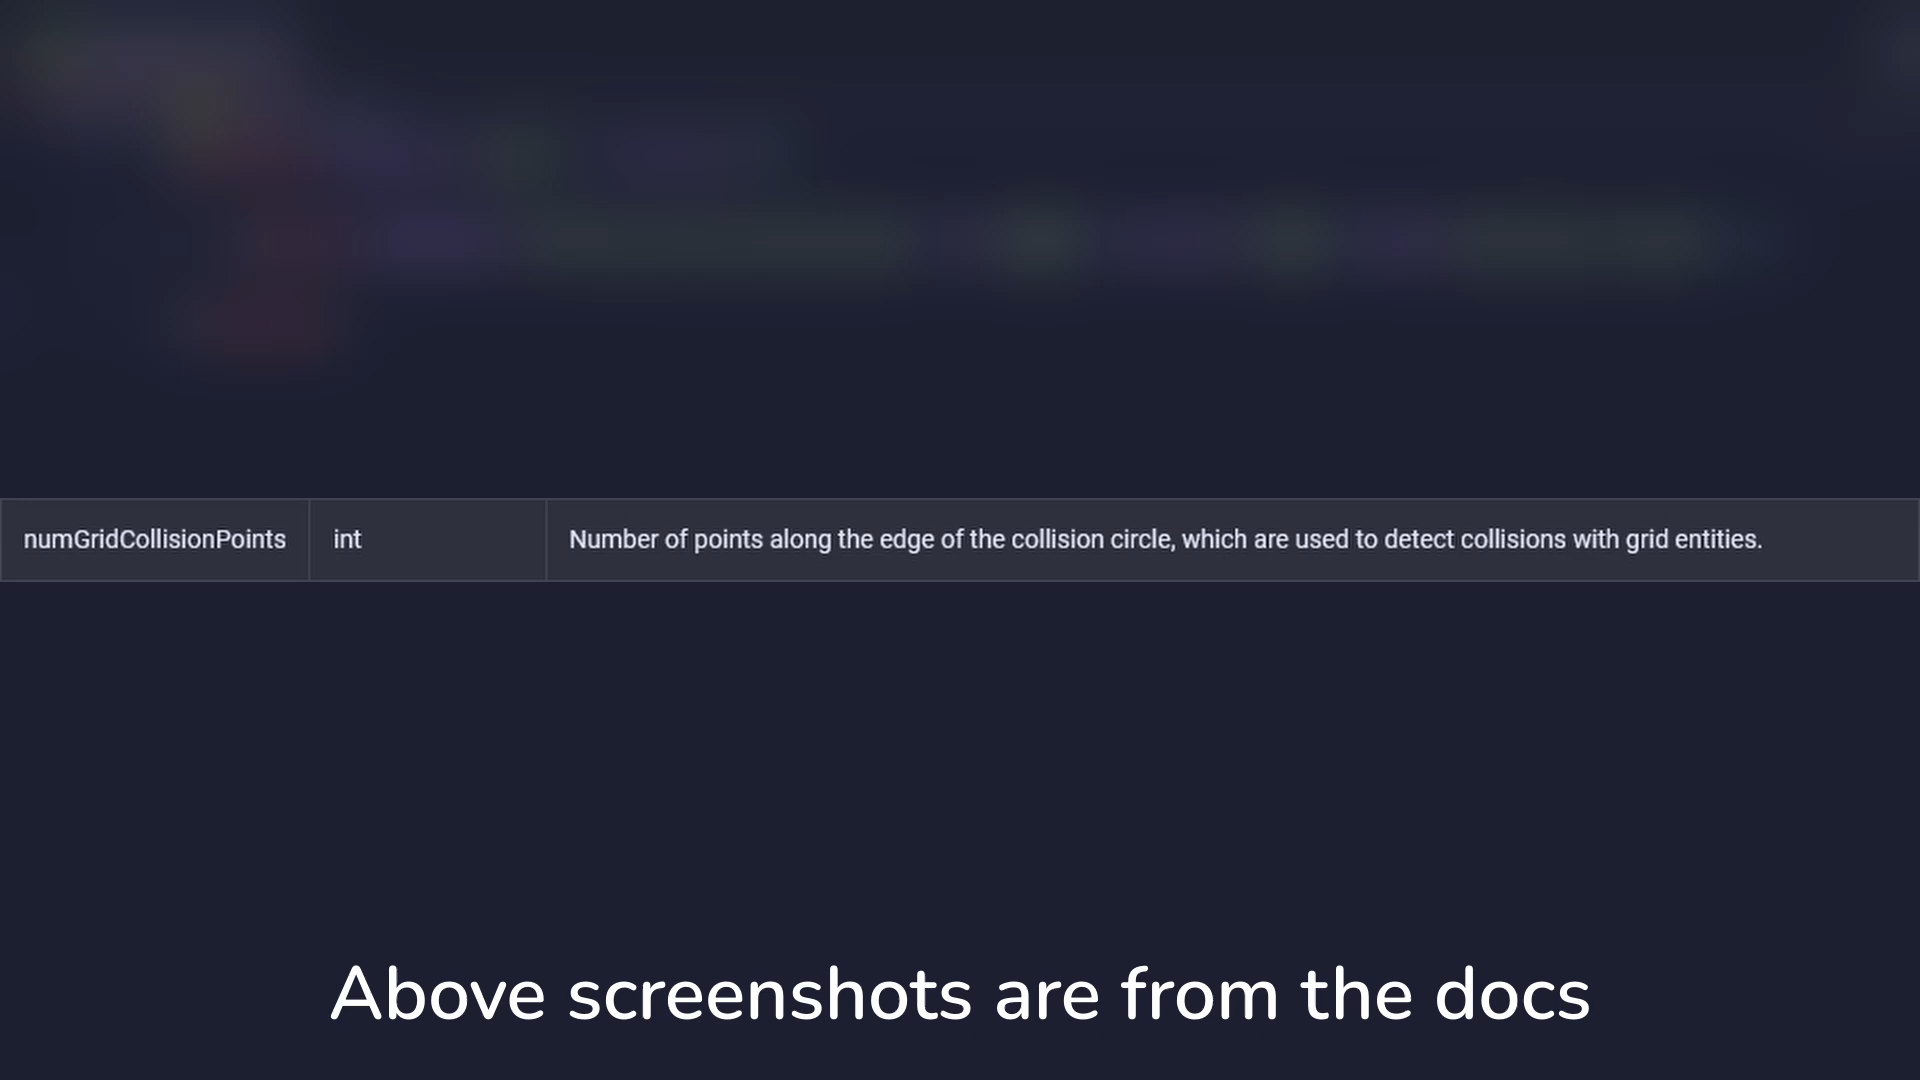 numGridCollisionPoints int Number of points along the edge of the collision circle, which are used to detect collisions with grid entities.
Above screenshots are from the docs